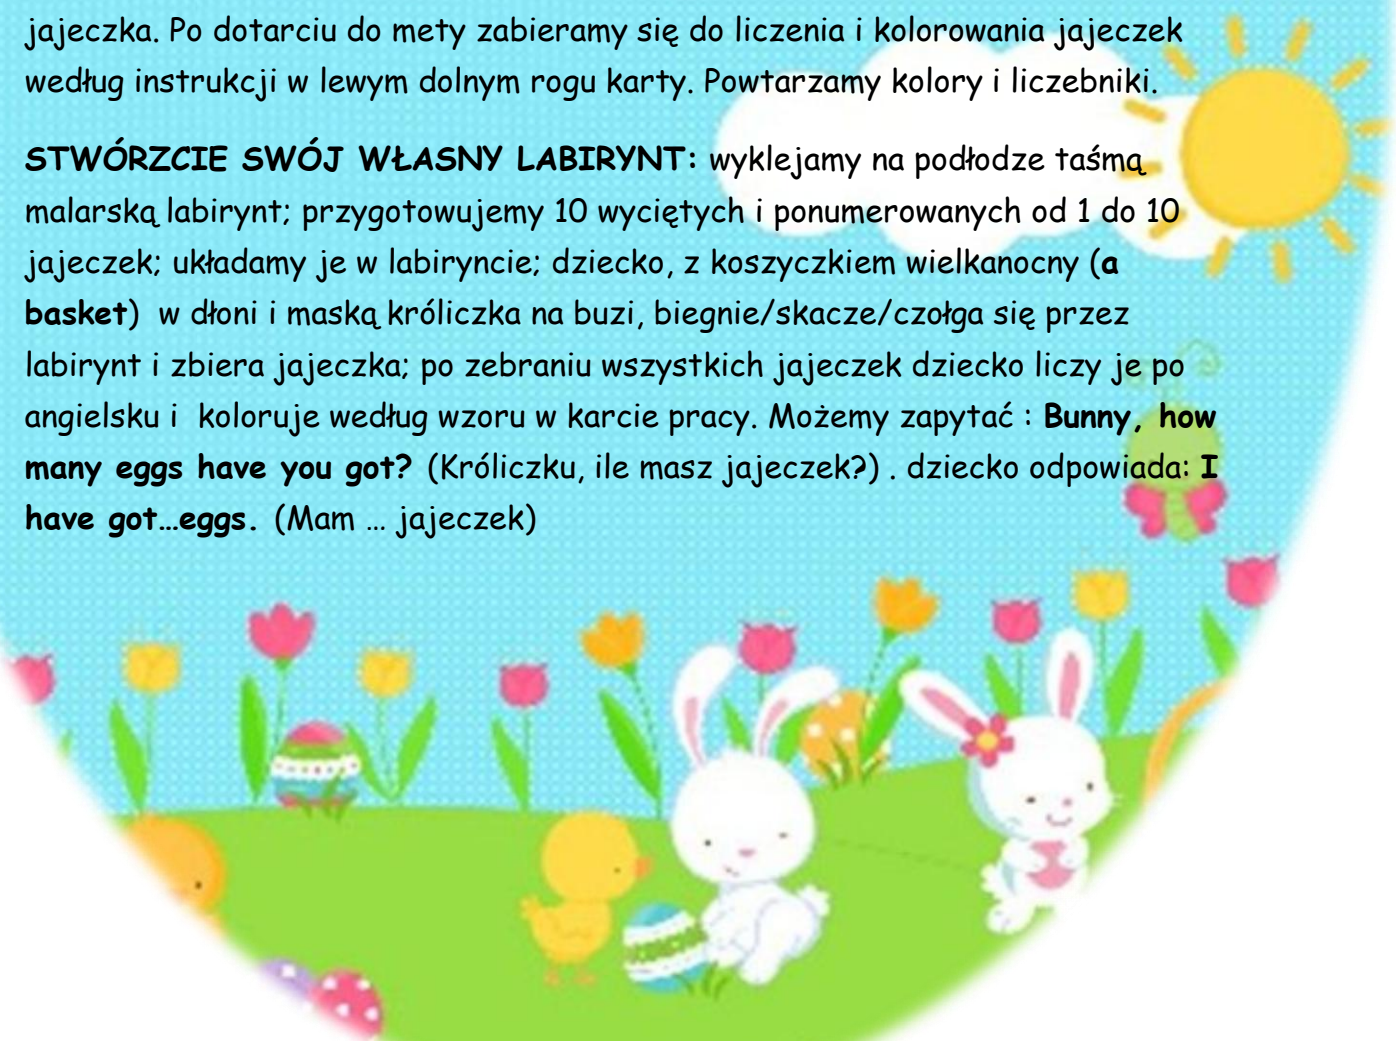 jajeczka. Po dotarciu do mety zabieramy się do liczenia i kolorowania jajeczek
według instrukcji w lewym dolnym rogu karty. Powtarzamy kolory i liczebniki.
STWÓRZCIE SWÓJ WŁASNY LABIRYNT: wyklejamy na podłodze taśmą
malarską labirynt; przygotowujemy 10 wyciętych i ponumerowanych od 1 do 10
jajeczek; układamy je w labiryncie; dziecko, z koszyczkiem wielkanocny (a
basket) w dłoni i maską króliczka na buzi, biegnie/skacze/czołga się przez
labirynt i zbiera jajeczka; po zebraniu wszystkich jajeczek dziecko liczy je po
angielsku i koloruje według wzoru w karcie pracy. Możemy zapytać : Bunny, how
many eggs have you got? (Króliczku, ile masz jajeczek?) . dziecko odpowiada: I
have got…eggs. (Mam … jajeczek)